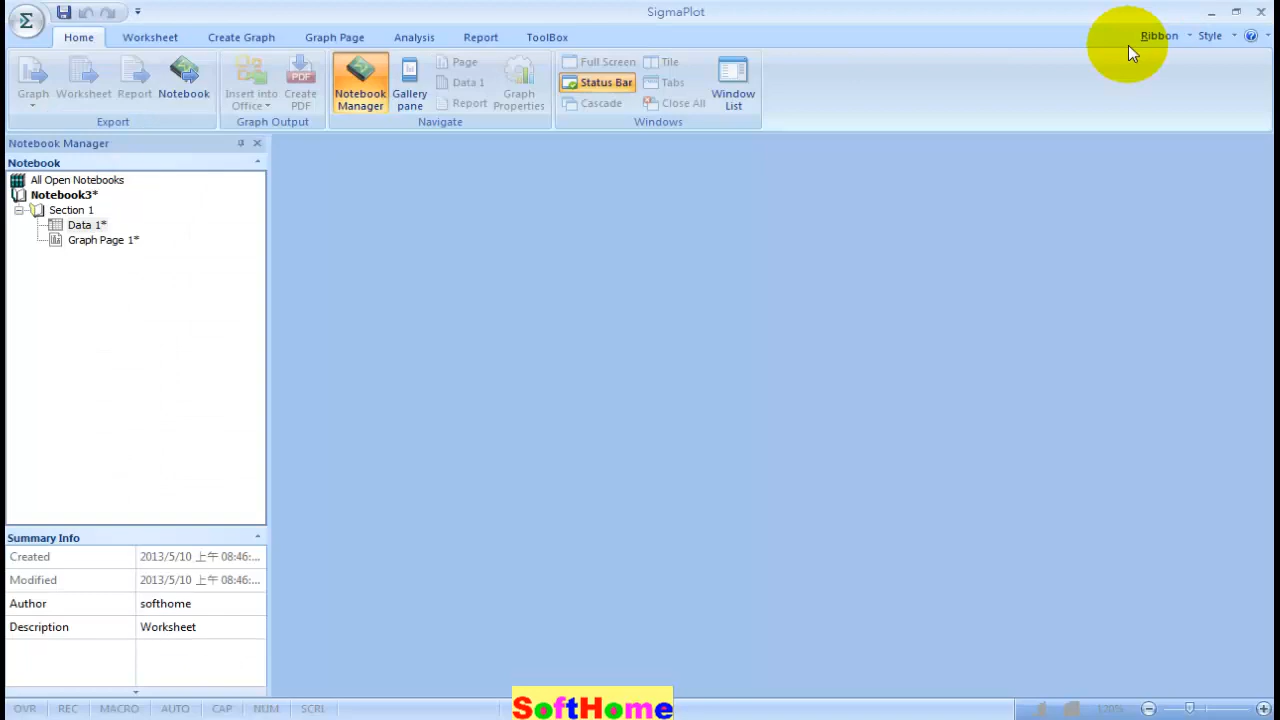 SigmaPlot
Home Worksheet Create Graph Graph Page Analysis Report ToolBox Ribbon Style
Graph Worksheet Report Notebook
Export
Insert into Office Create PDF
Graph Output
Notebook Manager Gallery pane Page Data 1 Report Graph Properties
Navigate
Full Screen Status Bar Cascade Tile Tabs Close All Window List
Windows
Notebook Manager
Notebook
All Open Notebooks
Notebook3*
Section 1
Data 1*
Graph Page 1*
Summary Info
Created 2013/5/10 上午 08:46:...
Modified 2013/5/10 上午 08:46:...
Author softhome
Description Worksheet
OVR REC MACRO AUTO CAP NUM SCRL 120%
SoftHome